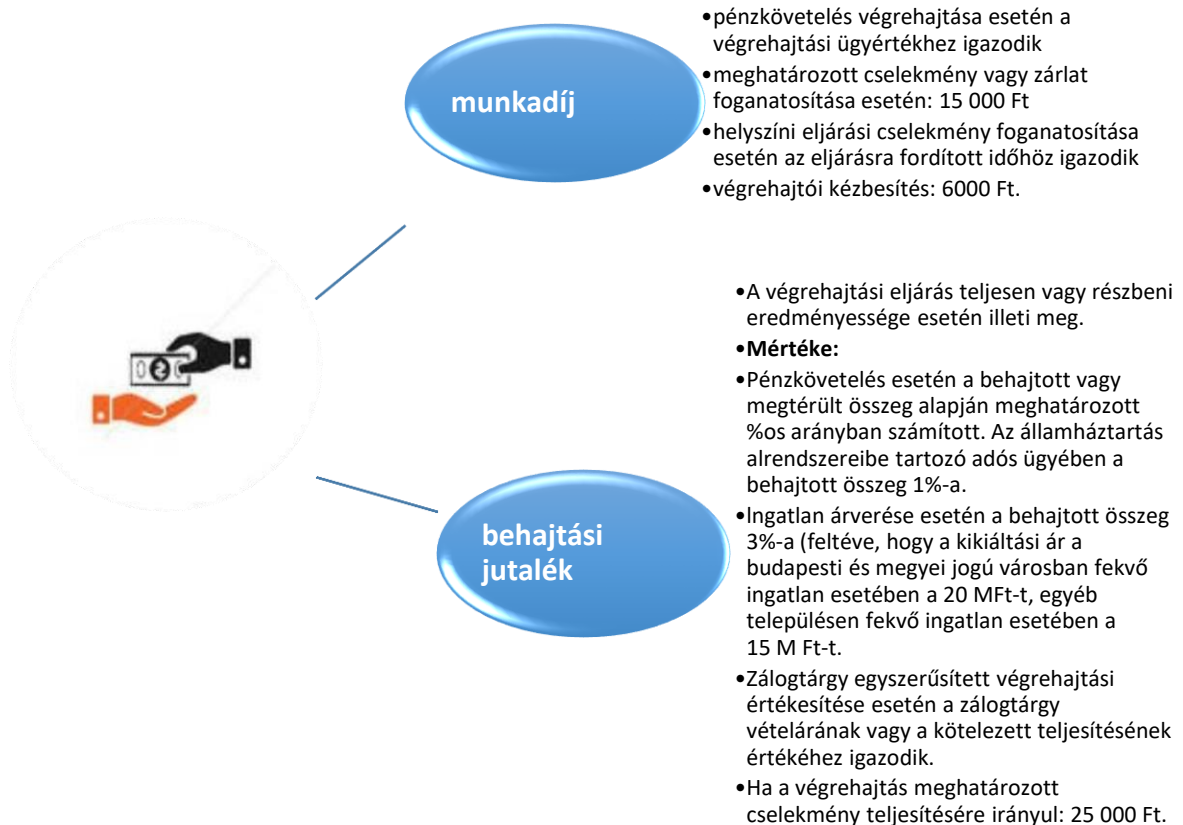 munkadíj
•pénzkövetelés végrehajtása esetén a
végrehajtási ügyértékhez igazodik
•meghatározott cselekmény vagy zárlat
foganatosítása esetén: 15 000 Ft
•helyszíni eljárási cselekmény foganatosítása
esetén az eljárásra fordított időhöz igazodik
•végrehajtói kézbesítés: 6000 Ft.
behajtási
jutalék
•A végrehajtási eljárás teljesen vagy részbeni
eredményessége esetén illeti meg.
•Mértéke:
•Pénzkövetelés esetén a behajtott vagy
megtérült összeg alapján meghatározott
%os arányban számított. Az államháztartás
alrendszereibe tartozó adós ügyében a
behajtott összeg 1%-a.
•Ingatlan árverése esetén a behajtott összeg
3%-a (feltéve, hogy a kikiáltási ár a
budapesti és megyei jogú városban fekvő
ingatlan esetében a 20 MFt-t, egyéb
településen fekvő ingatlan esetében a
15 M Ft-t.
•Zálogtárgy egyszerűsített végrehajtási
értékesítése esetén a zálogtárgy
vételárának vagy a kötelezett teljesítésének
értékéhez igazodik.
•Ha a végrehajtás meghatározott
cselekmény teljesítésére irányul: 25 000 Ft.